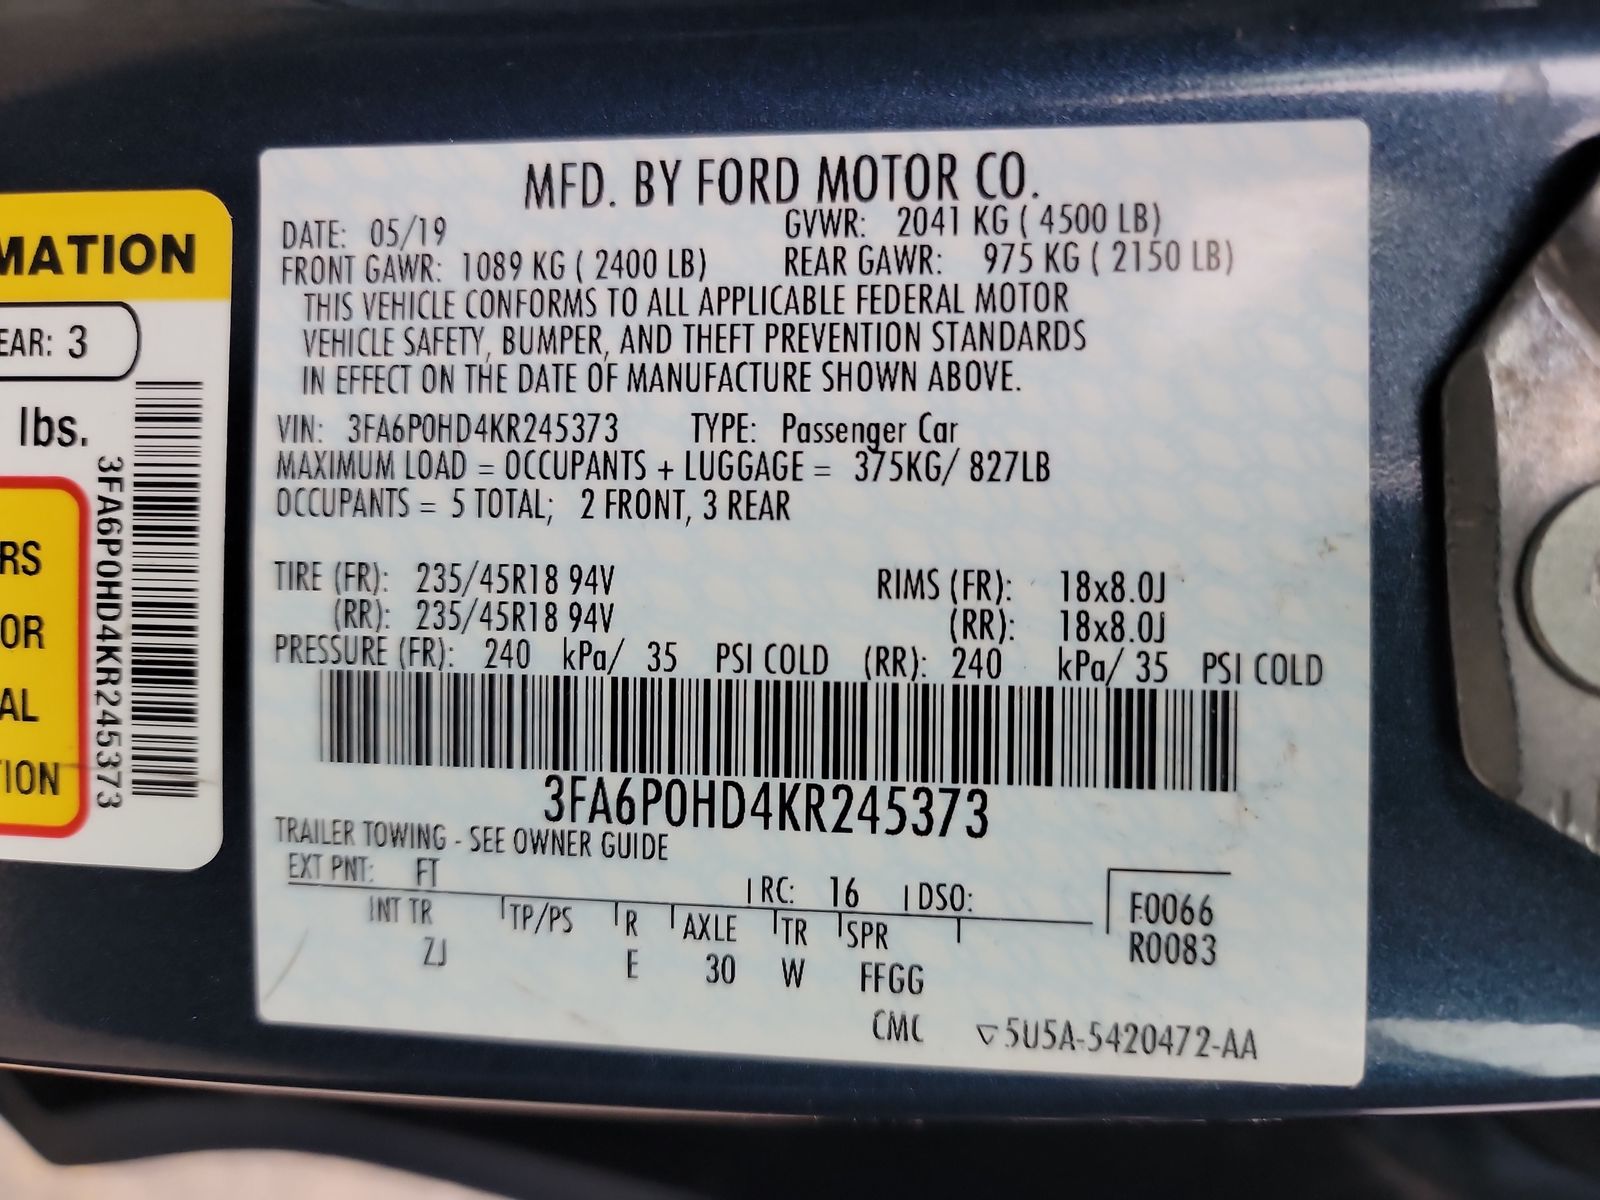 MATION
EAR: 3
lbs.
3FA6P0HD4KR245373
RS
OR
AL
ION
MFD. BY FORD MOTOR CO.
DATE: 05/19 GVWR: 2041 KG ( 4500 LB)
FRONT GAWR: 1089 KG ( 2400 LB) REAR GAWR: 975 KG ( 2150 LB)
THIS VEHICLE CONFORMS TO ALL APPLICABLE FEDERAL MOTOR
VEHICLE SAFETY, BUMPER, AND THEFT PREVENTION STANDARDS
IN EFFECT ON THE DATE OF MANUFACTURE SHOWN ABOVE.
VIN: 3FA6P0HD4KR245373 TYPE: Passenger Car
MAXIMUM LOAD = OCCUPANTS + LUGGAGE = 375KG/ 827LB
OCCUPANTS = 5 TOTAL; 2 FRONT, 3 REAR
TIRE (FR): 235/45R18 94V RIMS (FR): 18x8.0J
(RR): 235/45R18 94V (RR): 18x8.0J
PRESSURE (FR): 240 kPa/ 35 PSI COLD (RR): 240 kPa/ 35 PSI COLD
3FA6P0HD4KR245373
TRAILER TOWING - SEE OWNER GUIDE
EXT PNT: FT RC: 16 DSO: F0066
INT TR TP/PS R AXLE TR SPR R0083
ZJ E 30 W FFGG
CMC 5U5A-5420472-AA